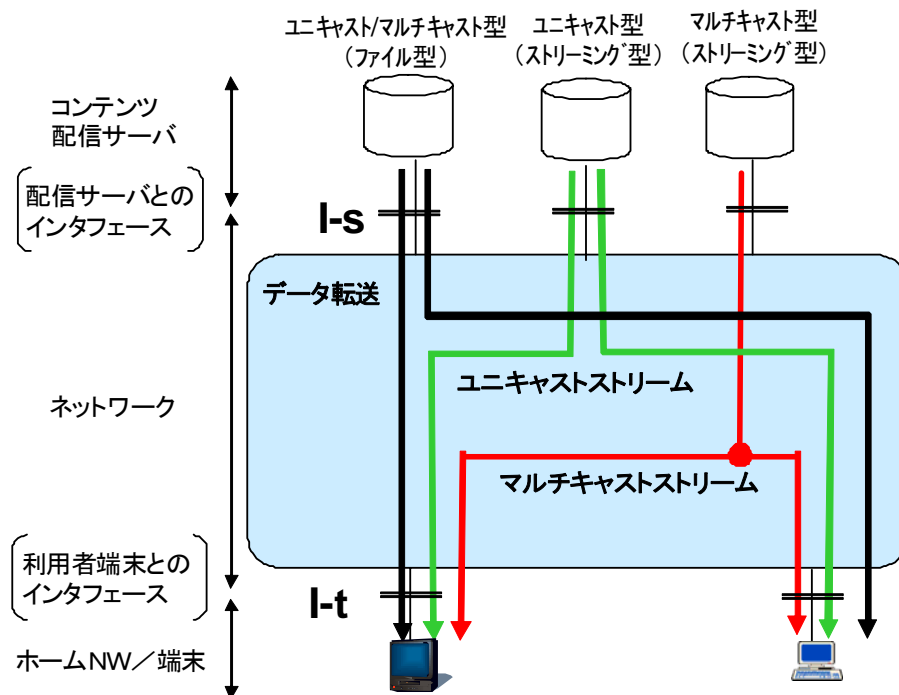 ユニキャスト/マルチキャスト型
（ファイル型）
ユニキャスト型
（ストリーミング型）
マルチキャスト型
（ストリーミング型）
コンテンツ
配信サーバ
配信サーバとの
インタフェース
I-s
データ転送
ユニキャストストリーム
ネットワーク
マルチキャストストリーム
利用者端末との
インタフェース
I-t
ホームNW／端末